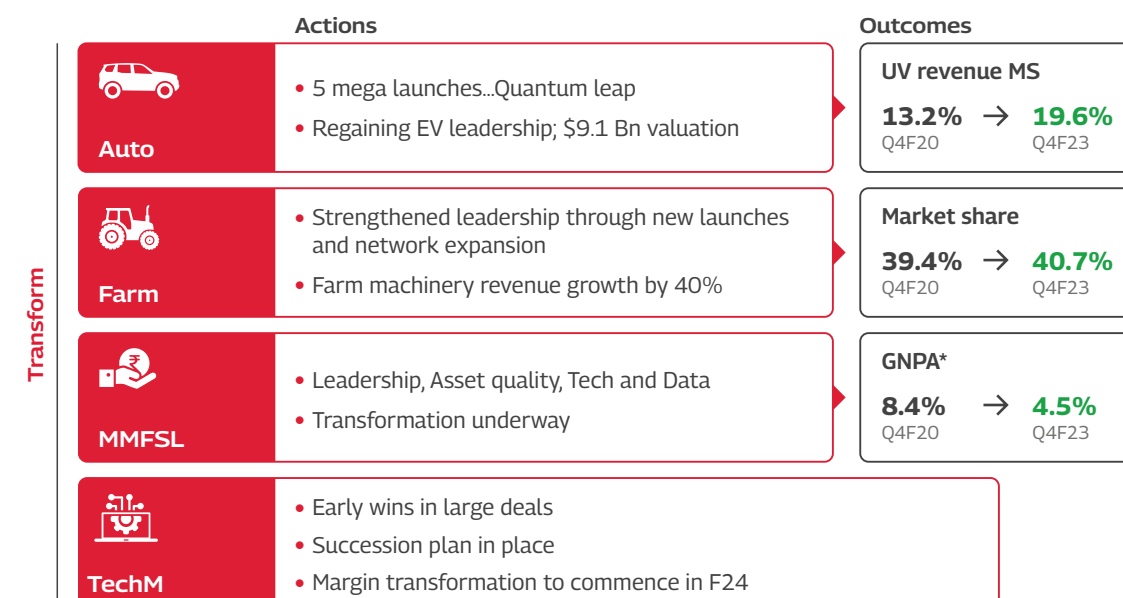 Actions
Outcomes
Transform
Auto
• 5 mega launches...Quantum leap
• Regaining EV leadership; $9.1 Bn valuation
UV revenue MS
13.2% → 19.6%
Q4F20 Q4F23
Farm
• Strengthened leadership through new launches
and network expansion
• Farm machinery revenue growth by 40%
Market share
39.4% → 40.7%
Q4F20 Q4F23
₹
MMFSL
• Leadership, Asset quality, Tech and Data
• Transformation underway
GNPA*
8.4% → 4.5%
Q4F20 Q4F23
TechM
• Early wins in large deals
• Succession plan in place
• Margin transformation to commence in F24